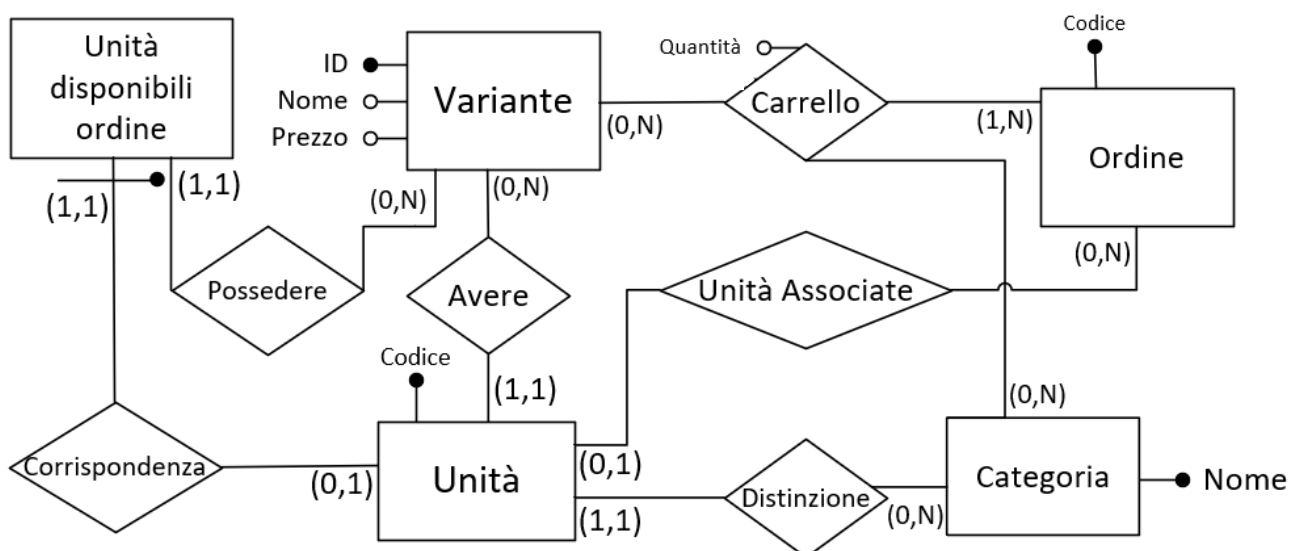 Unità
disponibili
ordine
ID
Nome
Prezzo
Variante
Quantità
Carrello
Codice
Ordine
(0,N)
(1,N)
(1,1)
(1,1)
(0,N)
(0,N)
(0,N)
Possedere
Avere
Unità Associate
Codice
(1,1)
(0,N)
Corrispondenza
(0,1)
Unità
(0,1)
(1,1)
Distinzione
(0,N)
Categoria
Nome